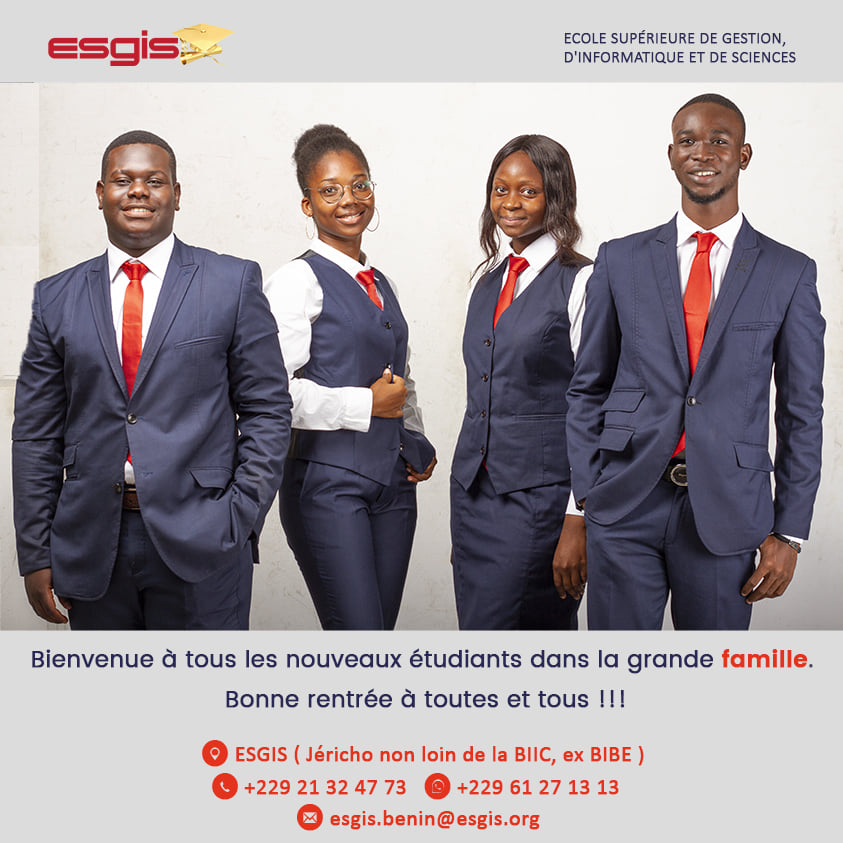 esgis
ECOLE SUPÉRIEURE DE GESTION,
D'INFORMATIQUE ET DE SCIENCES
Bienvenue à tous les nouveaux étudiants dans la grande famille.
Bonne rentrée à toutes et tous !!!
ESGIS ( Jéricho non loin de la BIIC, ex BIBE )
+229 21 32 47 73 +229 61 27 13 13
esgis.benin@esgis.org